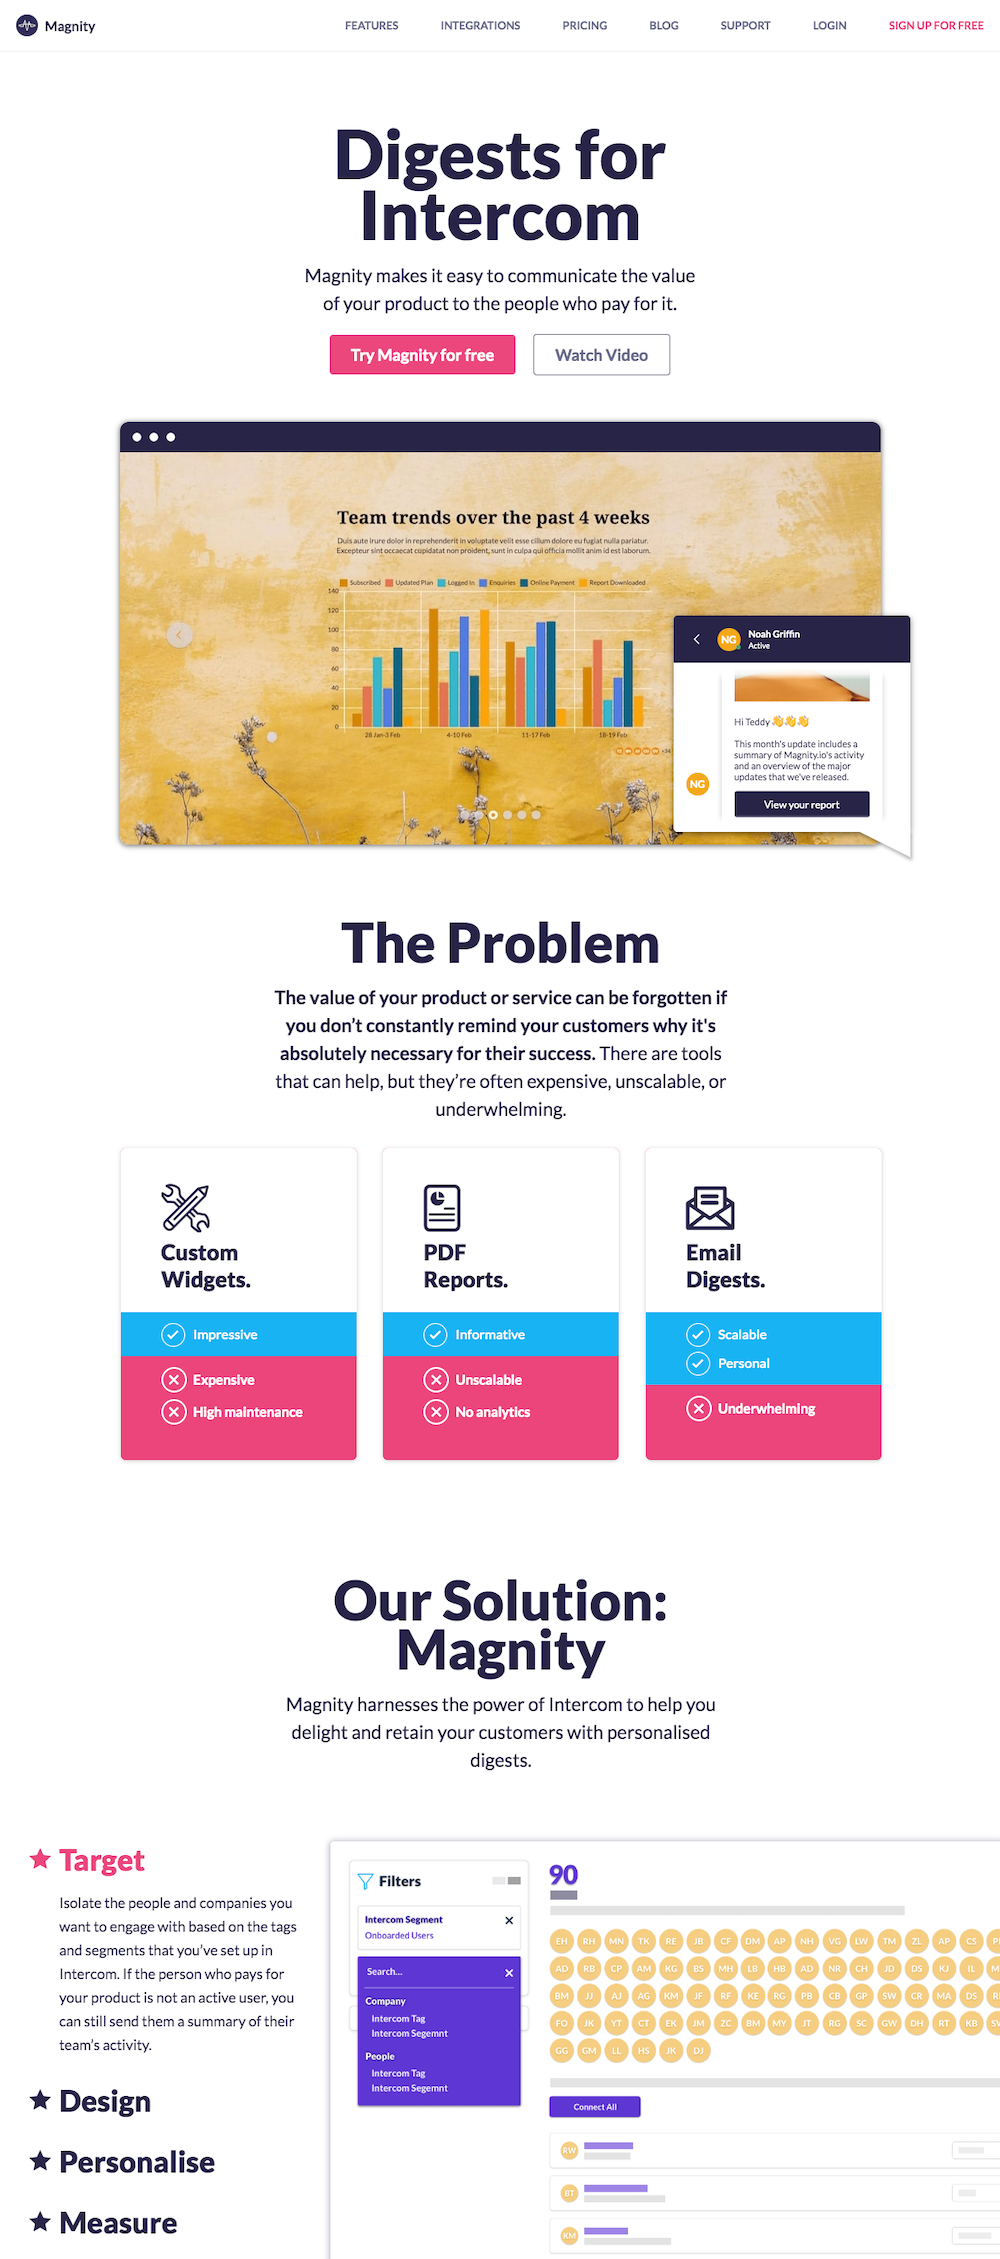 Magnity
FEATURES
INTEGRATIONS
PRICING
BLOG
SUPPORT
LOGIN
SIGN UP FOR FREE
Digests for
Intercom
Magnity makes it easy to communicate the value
of your product to the people who pay for it.
Try Magnity for free
Watch Video
Team trends over the past 4 weeks
Duis aute irure dolor in reprehenderit in voluptate velit esse cillum dolore eu fugiat nulla pariatur.
Excepteur sint occaecat cupidatat non proident, sunt in culpa qui officia mollit anim id est laborum.
Subscribed Updated Plan Logged In Enquiries Online Payment Report Downloaded
140
120
100
80
60
40
20
0
28 Jan-3 Feb
4-10 Feb
11-17 Feb
18-19 Feb
+34
NG
Noah Griffin
Active
Hi Teddy 👋👋👋
This month's update includes a
summary of Magnity.io's activity
and an overview of the major
updates that we've released.
NG
View your report
The Problem
The value of your product or service can be forgotten if
you don’t constantly remind your customers why it's
absolutely necessary for their success. There are tools
that can help, but they’re often expensive, unscalable, or
underwhelming.
Custom
Widgets.
Impressive
Expensive
High maintenance
PDF
Reports.
Informative
Unscalable
No analytics
Email
Digests.
Scalable
Personal
Underwhelming
Our Solution:
Magnity
Magnity harnesses the power of Intercom to help you
delight and retain your customers with personalised
digests.
Target
Isolate the people and companies you
want to engage with based on the tags
and segments that you’ve set up in
Intercom. If the person who pays for
your product is not an active user, you
can still send them a summary of their
team’s activity.
Design
Personalise
Measure
Filters
Intercom Segment
Onboarded Users
Search...
Company
Intercom Tag
Intercom Segemnt
People
Intercom Tag
Intercom Segemnt
90
EH RH MN TK RE JB CF DM AP NH VG LW TM ZL AP CS
AD RB CP AM KG BS MH LB HB AD NR CH JD DS KJ IL
BM JJ AJ AG KM JF RF KE RG PB CB GP SW CR MA DS
FO JK YT CT EK JM ZC BM MY JT RG SC GW DH RT KB
GG GM LL HS JK DJ
Connect All
RW
BT
KM